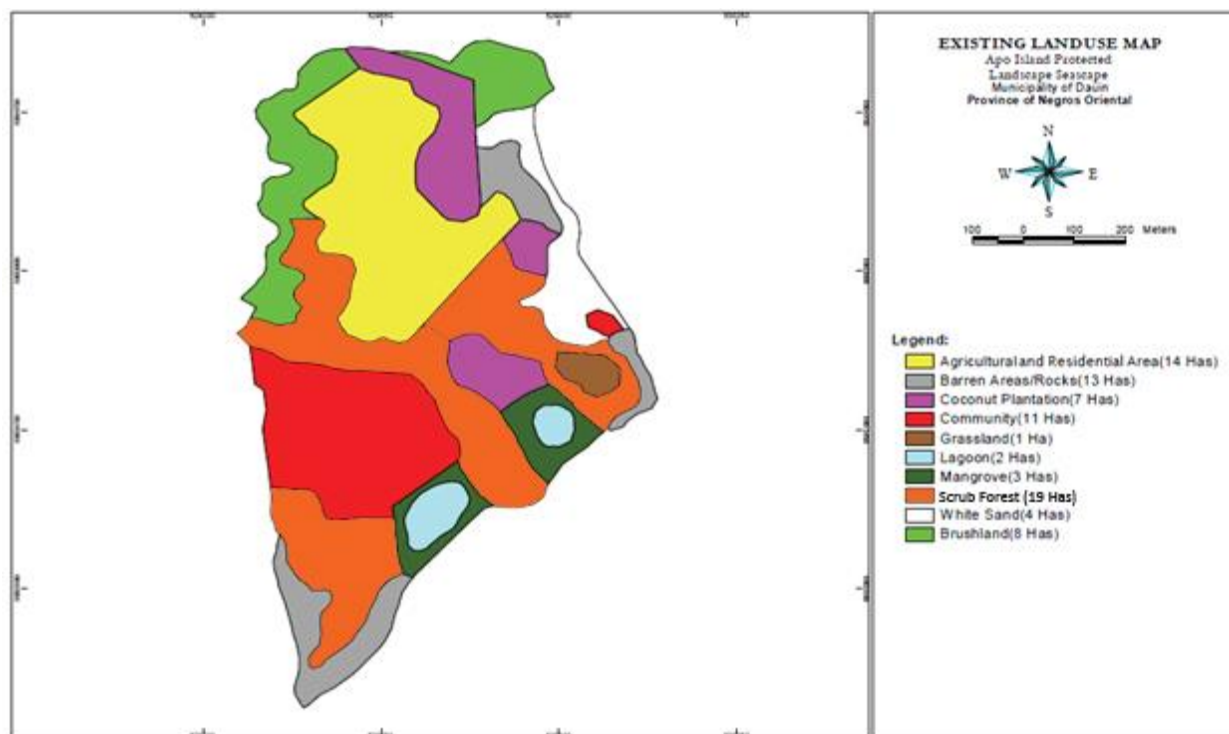 EXISTING LANDUSE MAP
Apo Island Protected
Landscape Seascape
Municipality of Dauin
Province of Negros Oriental
N
W E
S
100 0 100 200 Meters
Legend:
Agricultural and Residential Area(14 Has)
Barren Areas/Rocks(13 Has)
Coconut Plantation(7 Has)
Community(11 Has)
Grassland(1 Ha)
Lagoon(2 Has)
Mangrove(3 Has)
Scrub Forest (19 Has)
White Sand(4 Has)
Brushland(8 Has)